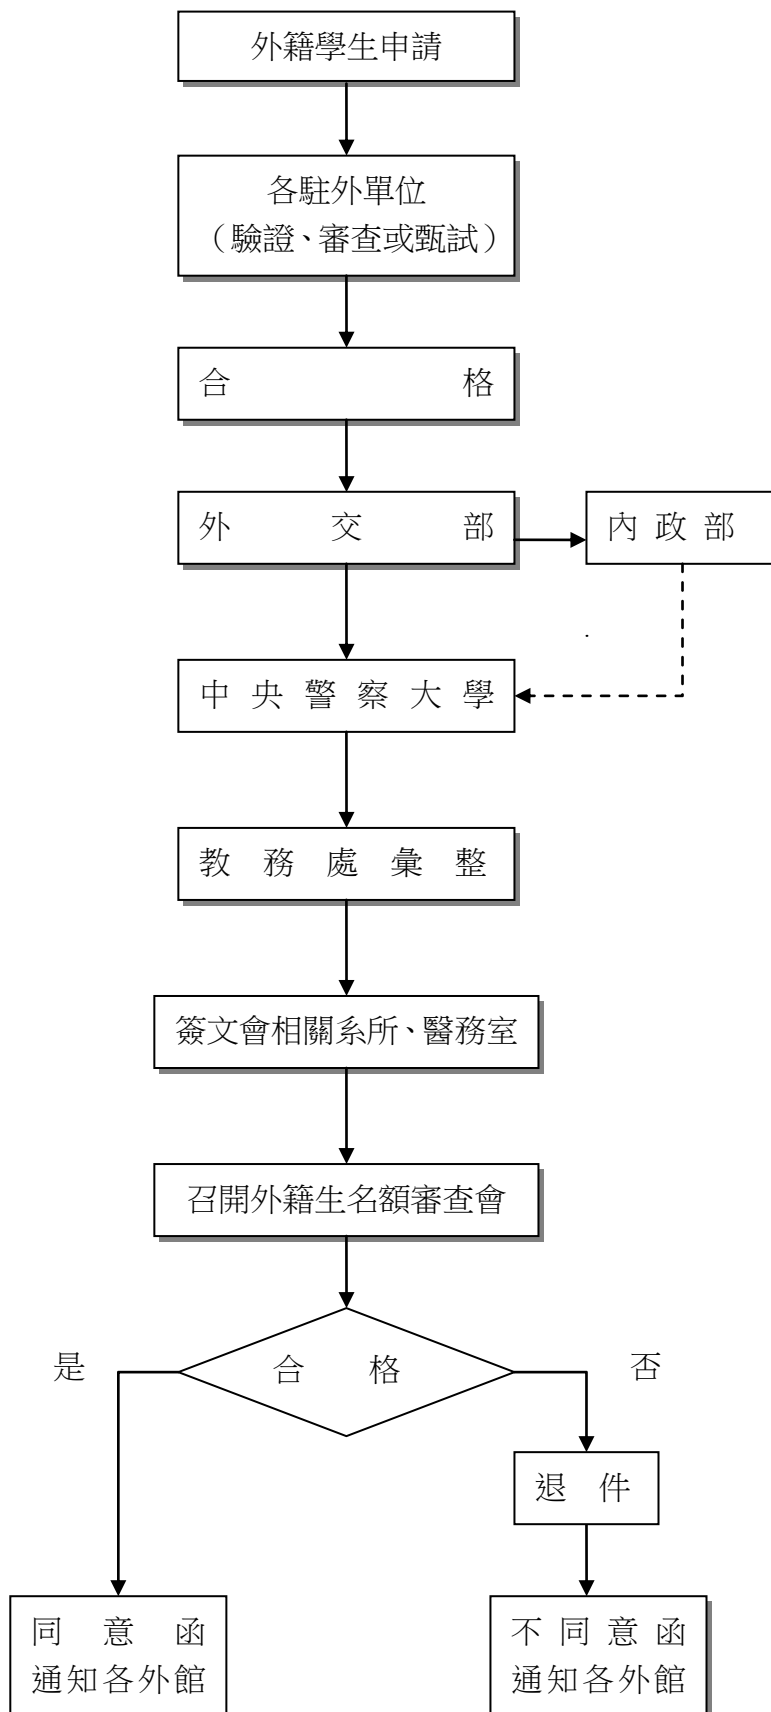 外籍學生申請
各駐外單位
（驗證、審查或甄試）
合格
外交部
內政部
中央警察大學
教務處彙整
簽文會相關系所、醫務室
召開外籍生名額審查會
是
合格
否
退件
同意函
通知各外館
不同意函
通知各外館